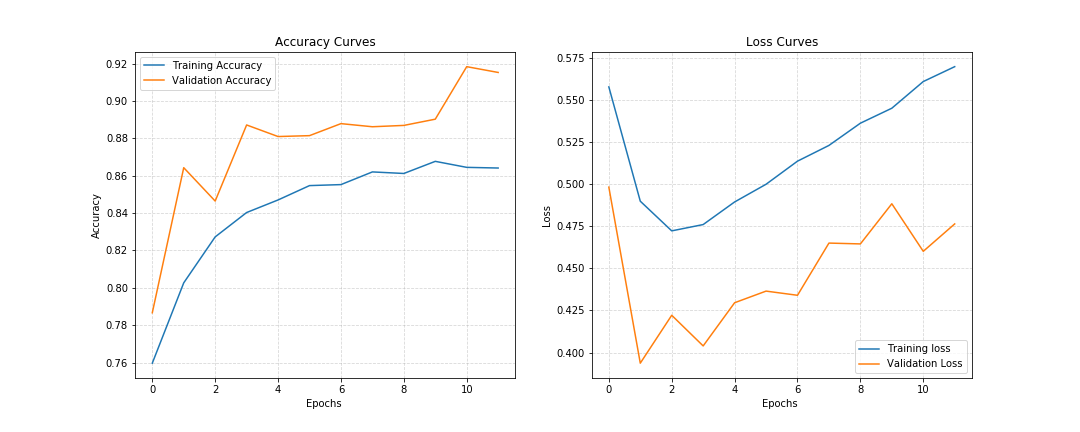 Accuracy Curves
Training Accuracy
Validation Accuracy
0.92
0.90
0.88
0.86
0.84
0.82
0.80
0.78
0.76
Accuracy
0 2 4 6 8 10
Epochs
Loss Curves
0.575
0.550
0.525
0.500
0.475
0.450
0.425
0.400
Loss
Training loss
Validation Loss
0 2 4 6 8 10
Epochs